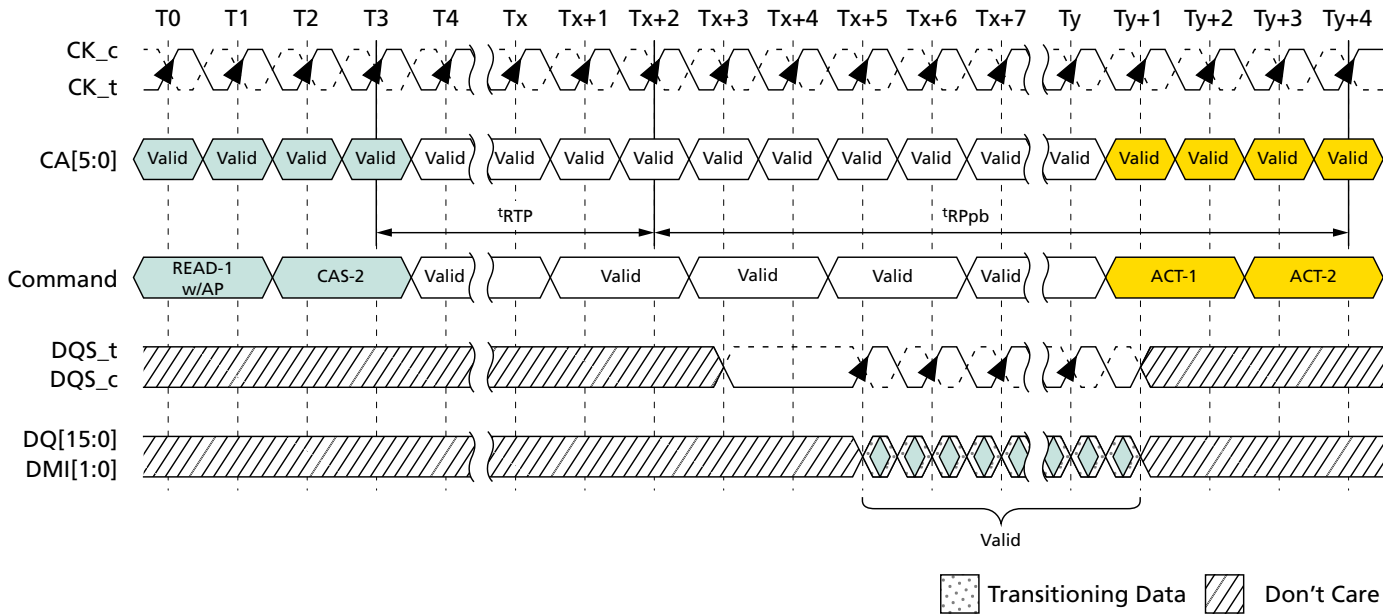 T0 T1 T2 T3 T4 Tx Tx+1 Tx+2 Tx+3 Tx+4 Tx+5 Tx+6 Tx+7 Ty Ty+1 Ty+2 Ty+3 Ty+4
CK_c
CK_t
CA[5:0] Valid Valid Valid Valid Valid Valid Valid Valid Valid Valid Valid Valid Valid Valid Valid Valid Valid Valid
tRTP tRPpb
Command READ-1 w/AP CAS-2 Valid Valid Valid Valid Valid ACT-1 ACT-2
DQS_t
DQS_c
DQ[15:0]
DMI[1:0]
Valid
Transitioning Data Don't Care